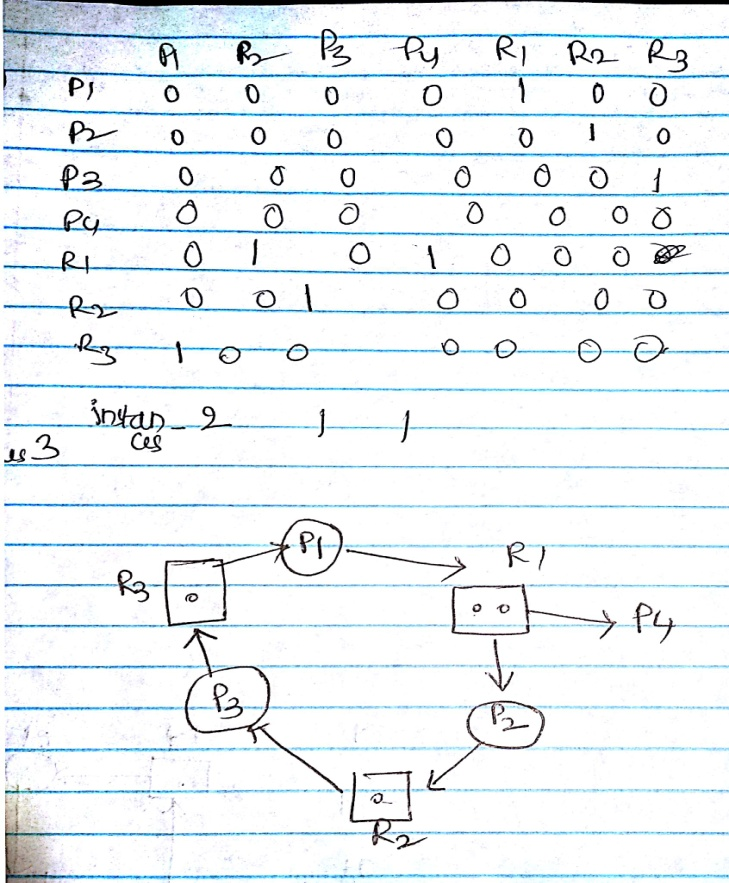 P1 P2 P3 P4 R1 R2 R3
P1 0 0 0 0 1 0 0
P2 0 0 0 0 0 1 0
P3 0 0 0 0 0 0 1
P4 0 0 0 0 0 0 0
R1 0 1 0 1 0 0 0
R2 0 0 1 0 0 0 0
R3 1 0 0 0 0 0 0
instan - 2 1 1
ces
3
P1
R1
R3
P4
P3
P2
R2